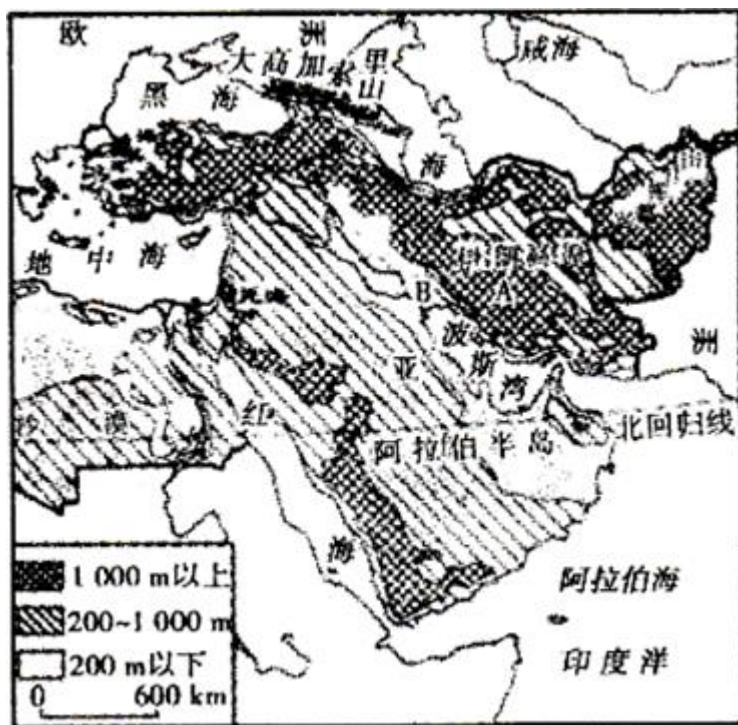 欧 洲
大高加索里山
黑 海
咸海
海
地 中 海
死海
伊朗高原
A
B
波斯湾
亚 洲
沙 漠
红 海
阿拉伯半岛
北回归线
阿拉伯海
印度洋
1 000 m以上
200~1 000 m
200 m以下
0 600 km